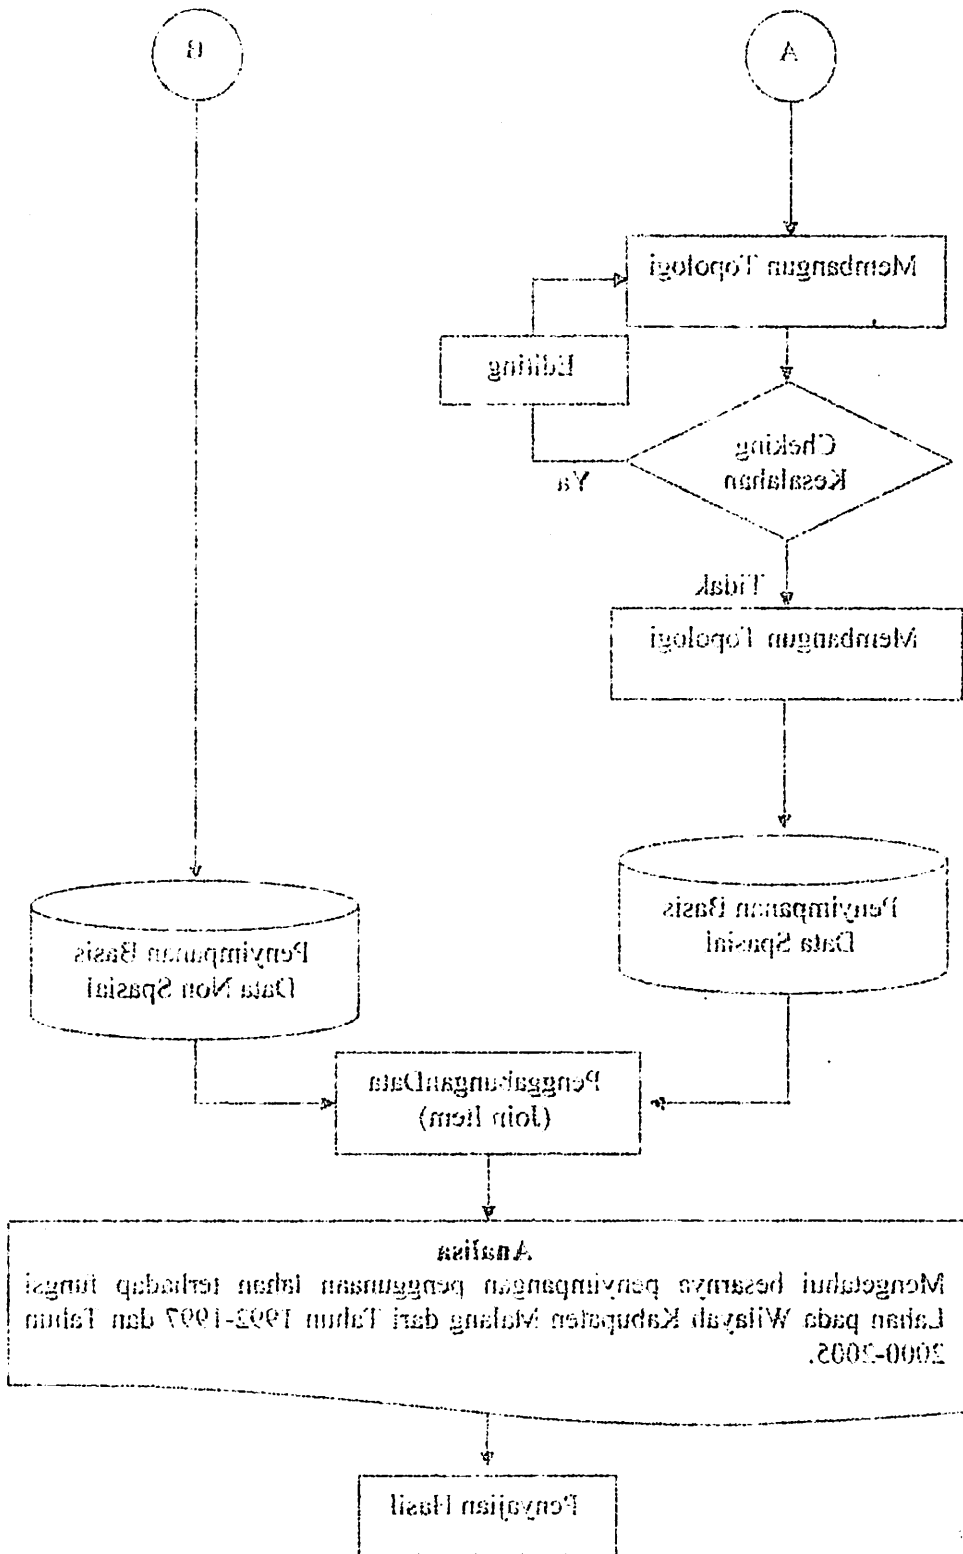 A
B
Membangun Topologi
Editing
Cheking
Kesalahan
Ya
Tidak
Membangun Topologi
Penyimpanan Basis
Data Spasial
Penyimpanan Basis
Data Non Spasial
PenggabunganData
(Join Item)
Analisa
Mengetahui besarnya penyimpangan penggunaan lahan terhadap fungsi
Lahan pada Wilayah Kabupaten Malang dari Tahun 1992-1997 dan Tahun
2000-2005.
Penyajian Hasil